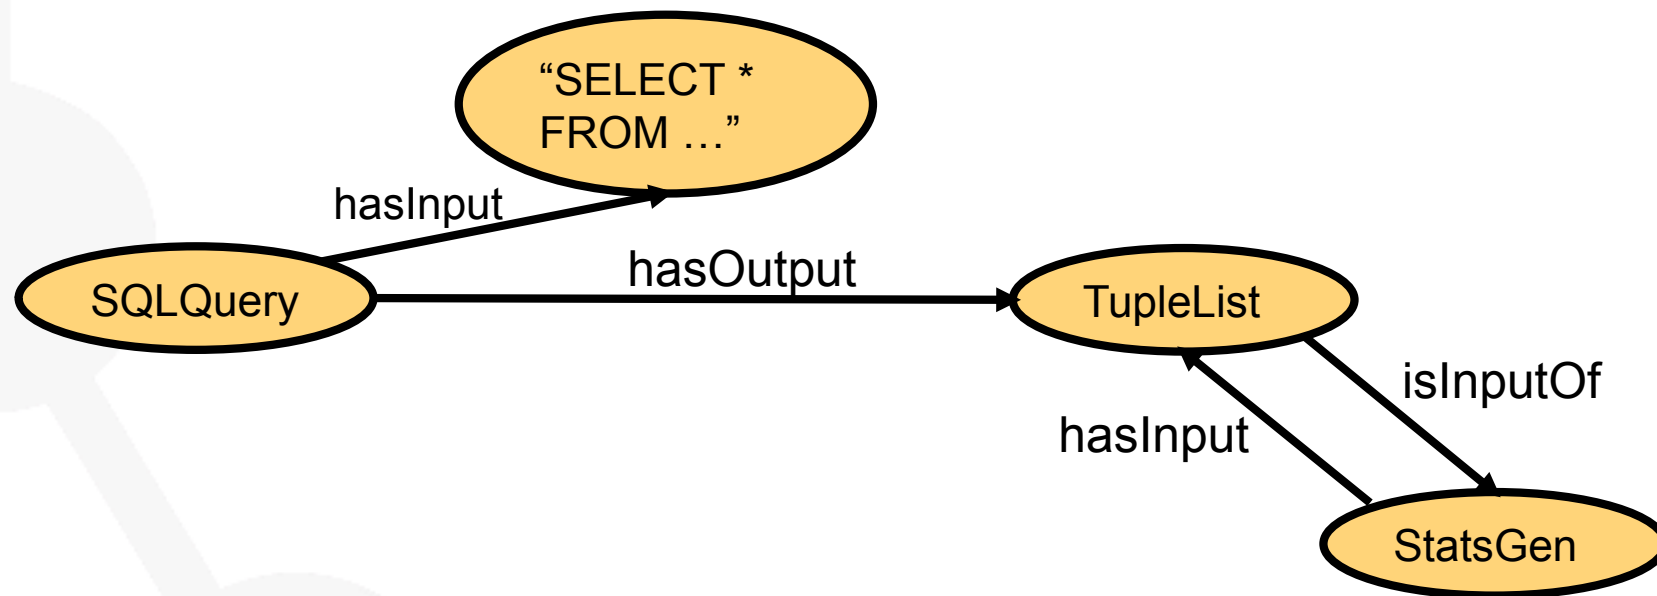 “SELECT *
FROM …”
hasInput
hasOutput
SQLQuery
TupleList
isInputOf
hasInput
StatsGen